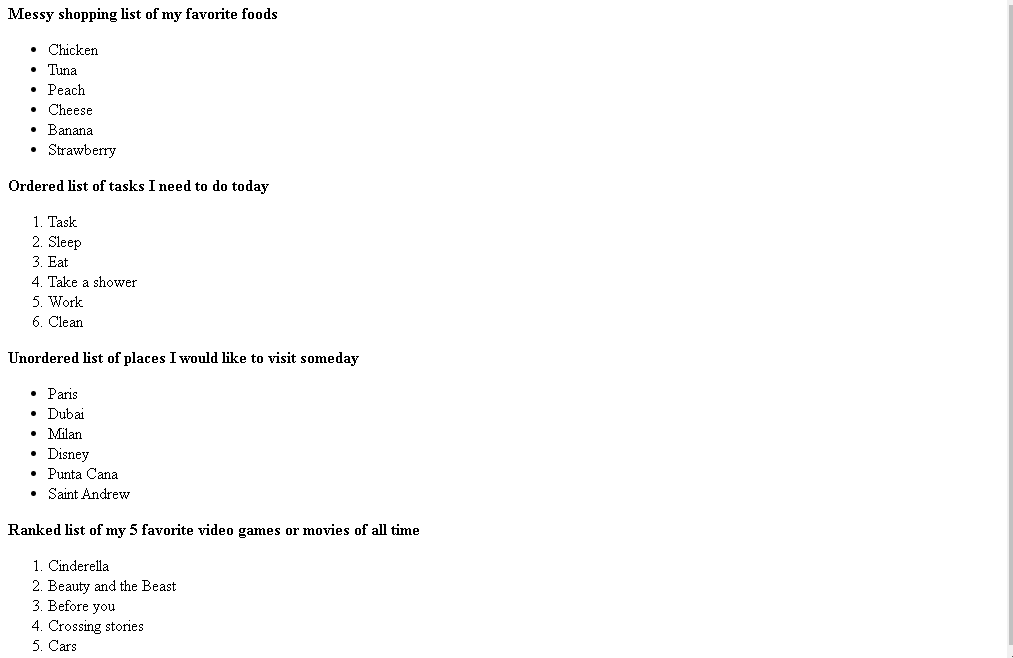 Messy shopping list of my favorite foods
• Chicken
• Tuna
• Peach
• Cheese
• Banana
• Strawberry
Ordered list of tasks I need to do today
1. Task
2. Sleep
3. Eat
4. Take a shower
5. Work
6. Clean
Unordered list of places I would like to visit someday
• Paris
• Dubai
• Milan
• Disney
• Punta Cana
• Saint Andrew
Ranked list of my 5 favorite video games or movies of all time
1. Cinderella
2. Beauty and the Beast
3. Before you
4. Crossing stories
5. Cars